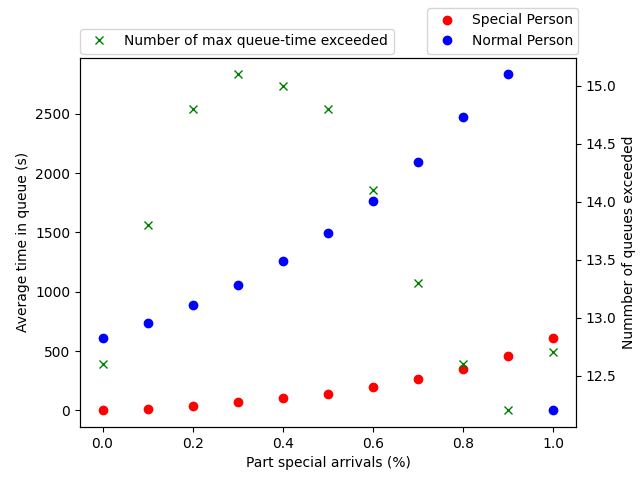 Special Person
Number of max queue-time exceeded
Normal Person
Average time in queue (s)
2500
2000
1500
1000
500
0
15.0
14.5
14.0
13.5
13.0
12.5
Nummber of queues exceeded
0.0 0.2 0.4 0.6 0.8 1.0
Part special arrivals (%)